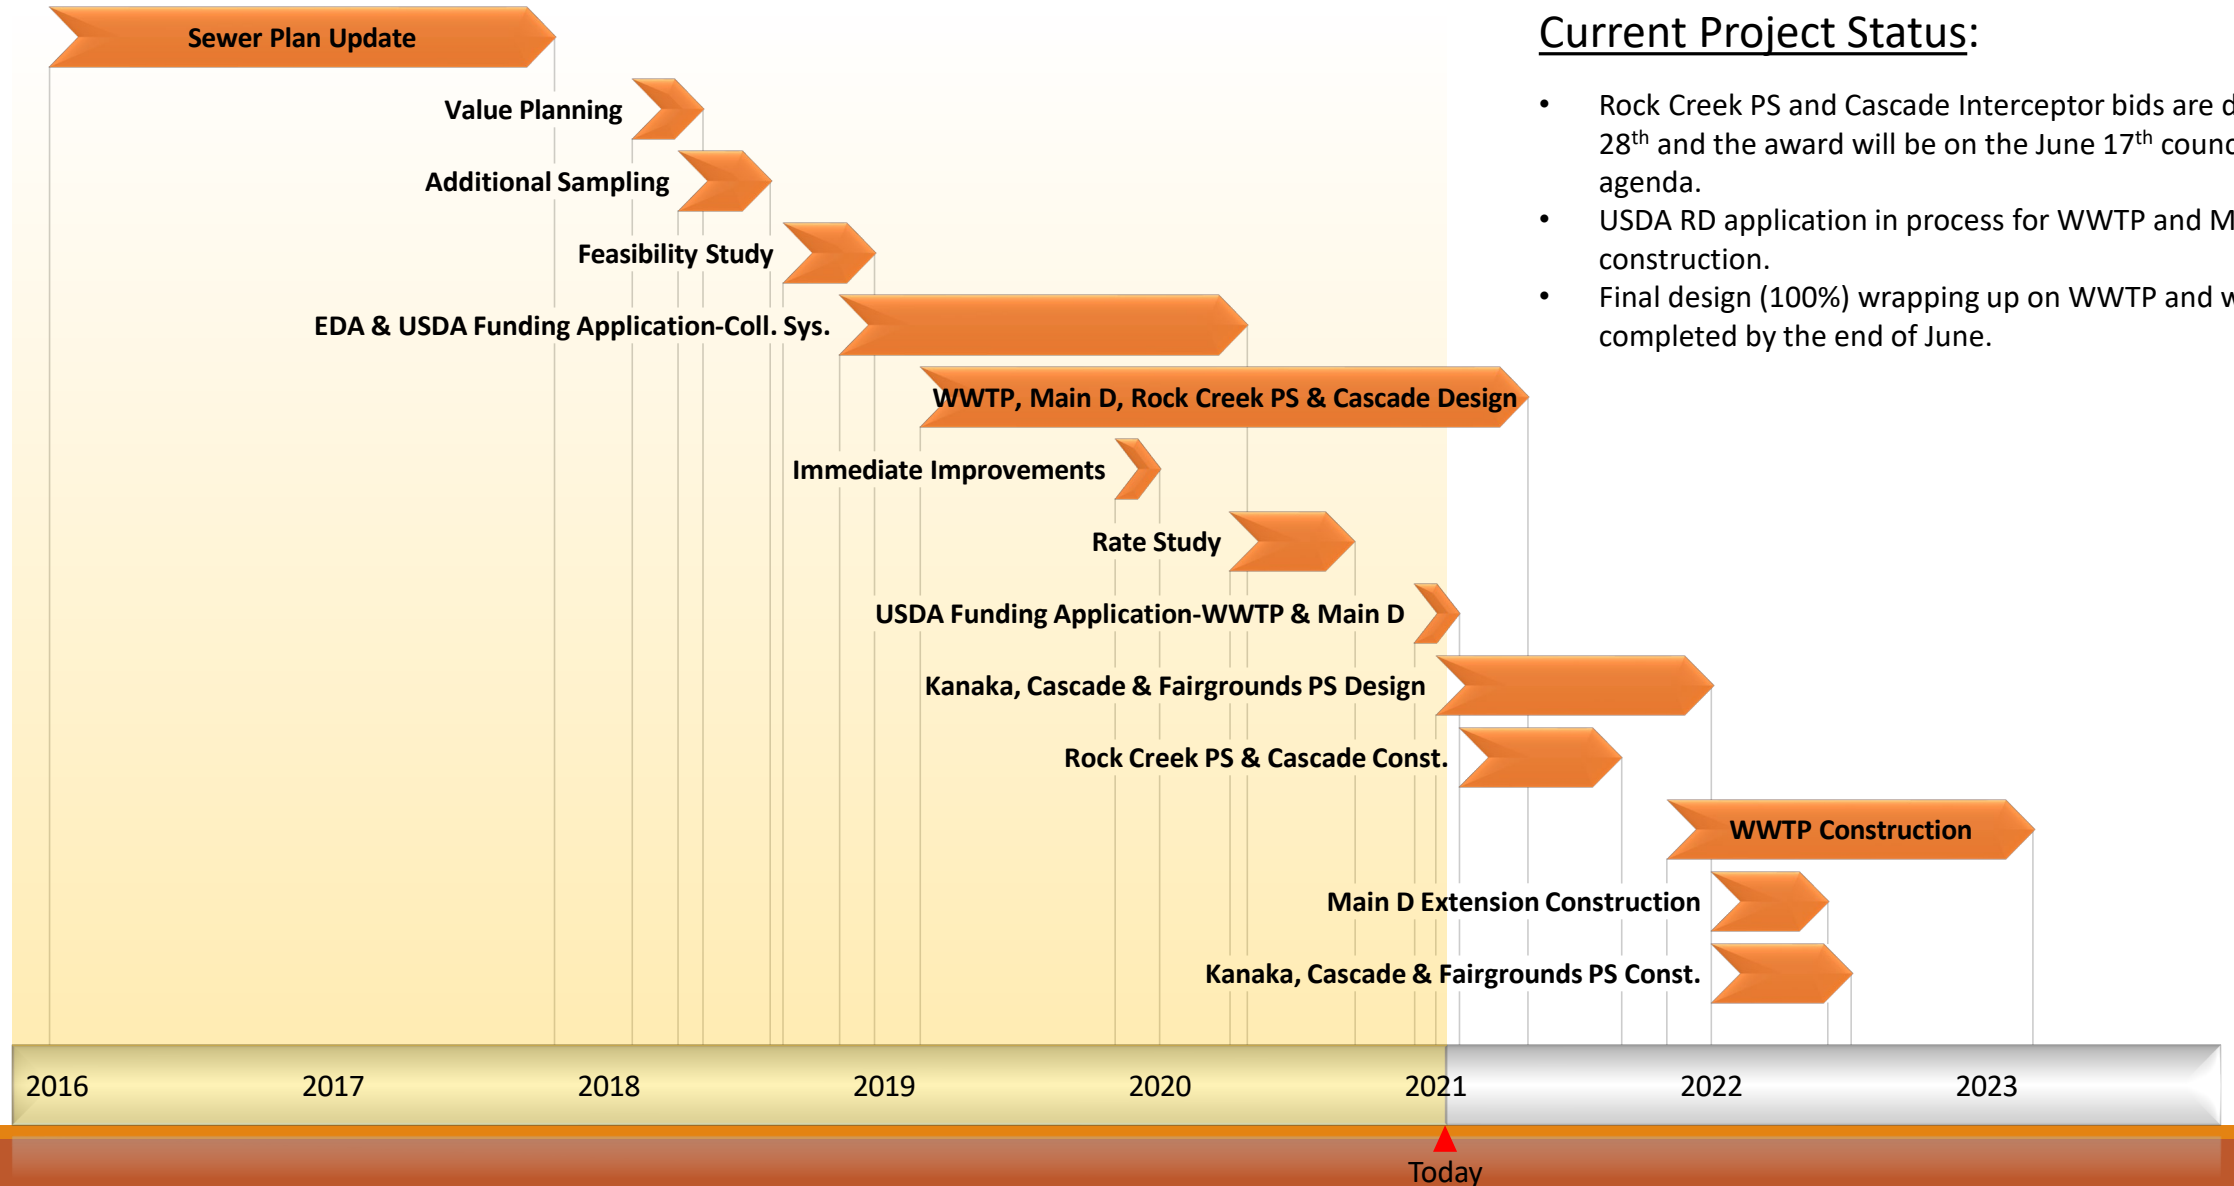 Current Project Status:
• Rock Creek PS and Cascade Interceptor bids are
28th and the award will be on the June 17th
agenda.
• USDA RD application in process for WWTP and
construction.
• Final design (100%) wrapping up on WWTP and
completed by the end of June.
Sewer Plan Update
Value Planning
Additional Sampling
Feasibility Study
EDA & USDA Funding Application-Coll. Sys.
WWTP, Main D, Rock Creek PS & Cascade Design
Immediate Improvements
Rate Study
USDA Funding Application-WWTP & Main D
Kanaka, Cascade & Fairgrounds PS Design
Rock Creek PS & Cascade Const.
WWTP Construction
Main D Extension Construction
Kanaka, Cascade & Fairgrounds PS Const.
2016 2017 2018 2019 2020 2021 2022 2023
Today